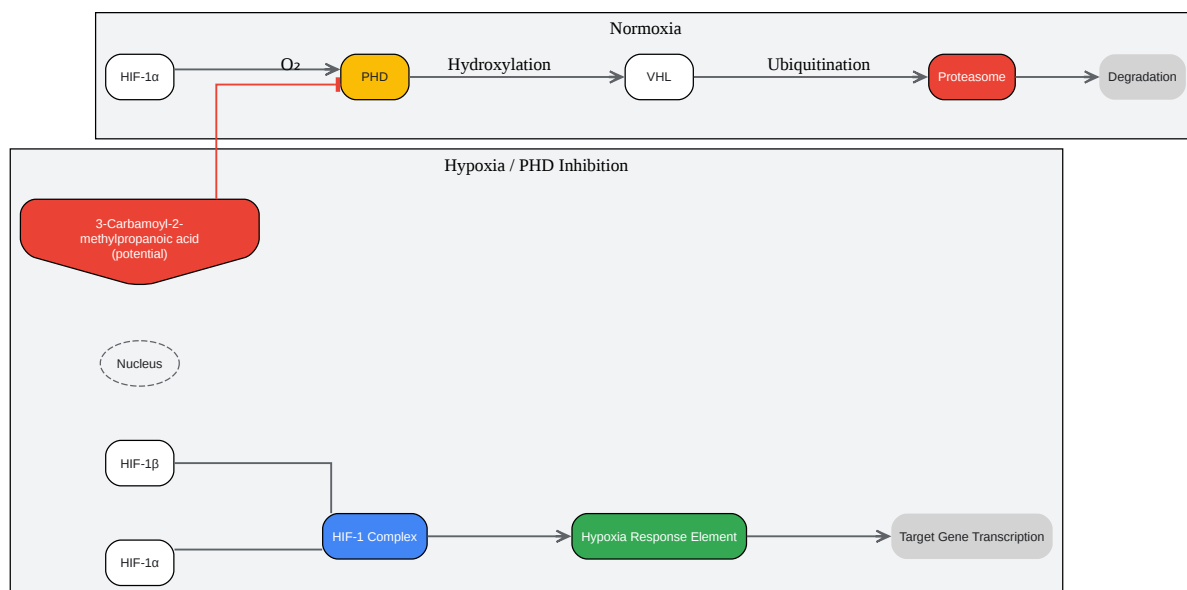 Normoxia
HIF-1α
O₂
PHD
Hydroxylation
VHL
Ubiquitination
Proteasome
Degradation
Hypoxia / PHD Inhibition
3-Carbamoyl-2-
methylpropanoic acid
(potential)
Nucleus
HIF-1β
HIF-1 Complex
Hypoxia Response Element
Target Gene Transcription
HIF-1α